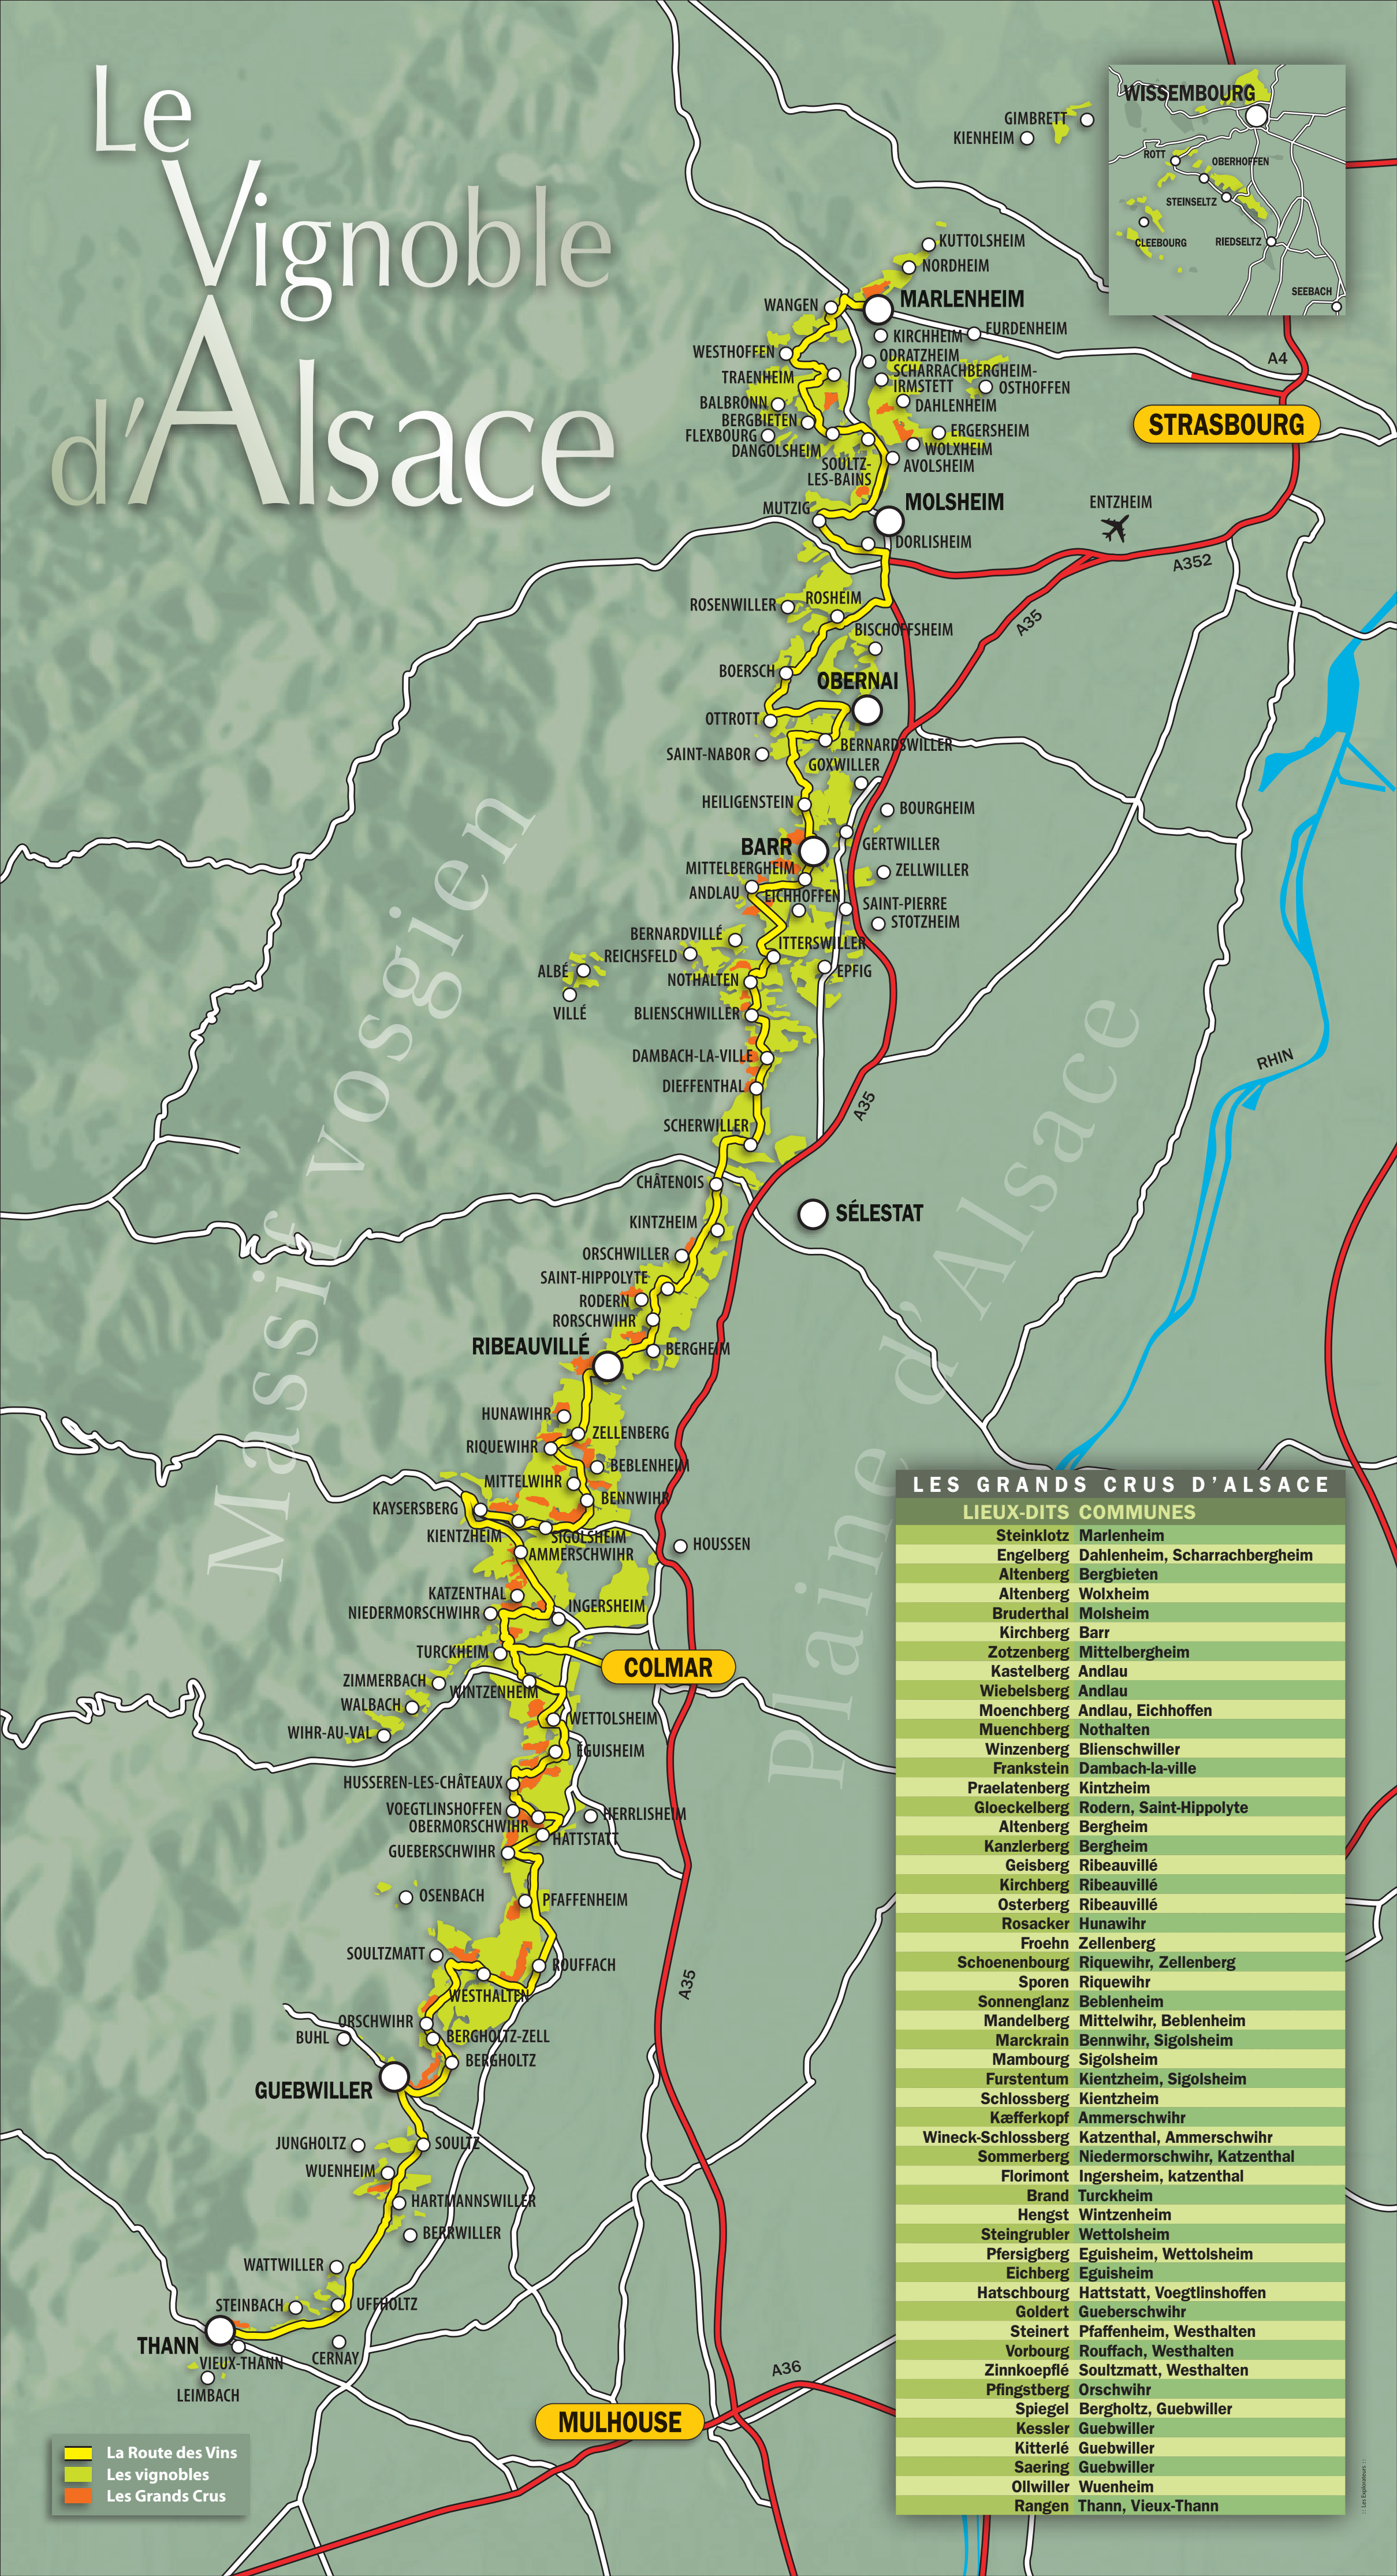 Le
Vignoble
d'Alsace
WISSEMBOURG
ROTT
OBERHOFFEN
STEINSELTZ
CLEEBOURG
RIEDSELTZ
SEEBACH
GIMBRETT
KIENHEIM
KUTTOLSHEIM
NORDHEIM
MARLENHEIM
WANGEN
KIRCHHEIM
FURDENHEIM
WESTHOFFEN
ODRATZHEIM
A4
TRAENHEIM
SCHARRACHBERGHEIM-
IRMSTETT
OSTHOFFEN
BALBRONN
DAHLENHEIM
BERGBIETEN
STRASBOURG
FLEXBOURG
ERGERSHEIM
DANGOLSHEIM
WOLXHEIM
SOULTZ-
LES-BAINS
AVOLSHEIM
MUTZIG
MOLSHEIM
ENTZHEIM
DORLISHEIM
A352
ROSENWILLER
ROSHEIM
A35
BISCHOFFSHEIM
BOERSCH
OBERNAI
OTTROTT
BERNARDSWILLER
SAINT-NABOR
GOXWILLER
HEILIGENSTEIN
BOURGHEIM
BARR
GERTWILLER
MITTELBERGHEIM
ZELLWILLER
ANDLAU
EICHHOFFEN
SAINT-PIERRE
STOTZHEIM
BERNARDVILLÉ
ITTERSWILLER
REICHSFELD
ALBÉ
EPFIG
NOTHALTEN
VILLÉ
BLIENSCHWILLER
DAMBACH-LA-VILLE
RHIN
DIEFFENTHAL
A35
SCHERWILLER
Massif vosgien
Plaine d'Alsace
CHÂTENOIS
SÉLESTAT
KINTZHEIM
ORSCHWILLER
SAINT-HIPPOLYTE
RODERN
RORSCHWIHR
RIBEAUVILLÉ
BERGHEIM
HUNAWIHR
ZELLENBERG
RIQUEWIHR
BEBLENHEIM
MITTELWIHR
BENNWIHR
KAYSERSBERG
KIENTZHEIM
SIGOLSHEIM
HOUSSEN
AMMERSCHWIHR
KATZENTHAL
INGERSHEIM
NIEDERMORSCHWIHR
TURCKHEIM
COLMAR
ZIMMERBACH
WINTZENHEIM
WALBACH
WETTOLSHEIM
WIHR-AU-VAL
ÉGUISHEIM
HUSSEREN-LES-CHÂTEAUX
VOEGTLINSHOFFEN
HERRLISHEIM
OBERMORSCHWIHR
HATTSTATT
GUEBERSCHWIHR
OSENBACH
PFAFFENHEIM
SOULTZMATT
ROUFFACH
A35
WESTHALTEN
ORSCHWIHR
BUHL
BERGHOLTZ-ZELL
BERGHOLTZ
GUEBWILLER
JUNGHOLTZ
SOULTZ
WUENHEIM
HARTMANNSWILLER
BERRWILLER
WATTWILLER
STEINBACH
UFFHOLTZ
THANN
CERNAY
VIEUX-THANN
LEIMBACH
A36
MULHOUSE
La Route des Vins
Les vignobles
Les Grands Crus
LES GRANDS CRUS D'ALSACE
LIEUX-DITS COMMUNES
Steinklotz Marlenheim
Engelberg Dahlenheim, Scharrachbergheim
Altenberg Bergbieten
Altenberg Wolxheim
Bruderthal Molsheim
Kirchberg Barr
Zotzenberg Mittelbergheim
Kastelberg Andlau
Wiebelsberg Andlau
Moenchberg Andlau, Eichhoffen
Muenchberg Nothalten
Winzenberg Blienschwiller
Frankstein Dambach-la-ville
Praelatenberg Kintzheim
Gloeckelberg Rodern, Saint-Hippolyte
Altenberg Bergheim
Kanzlerberg Bergheim
Geisberg Ribeauvillé
Kirchberg Ribeauvillé
Osterberg Ribeauvillé
Rosacker Hunawihr
Froehn Zellenberg
Schoenenbourg Riquewihr, Zellenberg
Sporen Riquewihr
Sonnenglanz Beblenheim
Mandelberg Mittelwihr, Beblenheim
Marckrain Bennwihr, Sigolsheim
Mambourg Sigolsheim
Furstentum Kientzheim, Sigolsheim
Schlossberg Kientzheim
Kæfferkopf Ammerschwihr
Wineck-Schlossberg Katzenthal, Ammerschwihr
Sommerberg Niedermorschwihr, Katzenthal
Florimont Ingersheim, katzenthal
Brand Turckheim
Hengst Wintzenheim
Steingrubler Wettolsheim
Pfersigberg Eguisheim, Wettolsheim
Eichberg Eguisheim
Hatschbourg Hattstatt, Voegtlinshoffen
Goldert Gueberschwihr
Steinert Pfaffenheim, Westhalten
Vorbourg Rouffach, Westhalten
Zinnkoepflé Soultzmatt, Westhalten
Pfingstberg Orschwihr
Spiegel Bergholtz, Guebwiller
Kessler Guebwiller
Kitterlé Guebwiller
Saering Guebwiller
Ollwiller Wuenheim
Rangen Thann, Vieux-Thann
:: Les Explorateurs ::